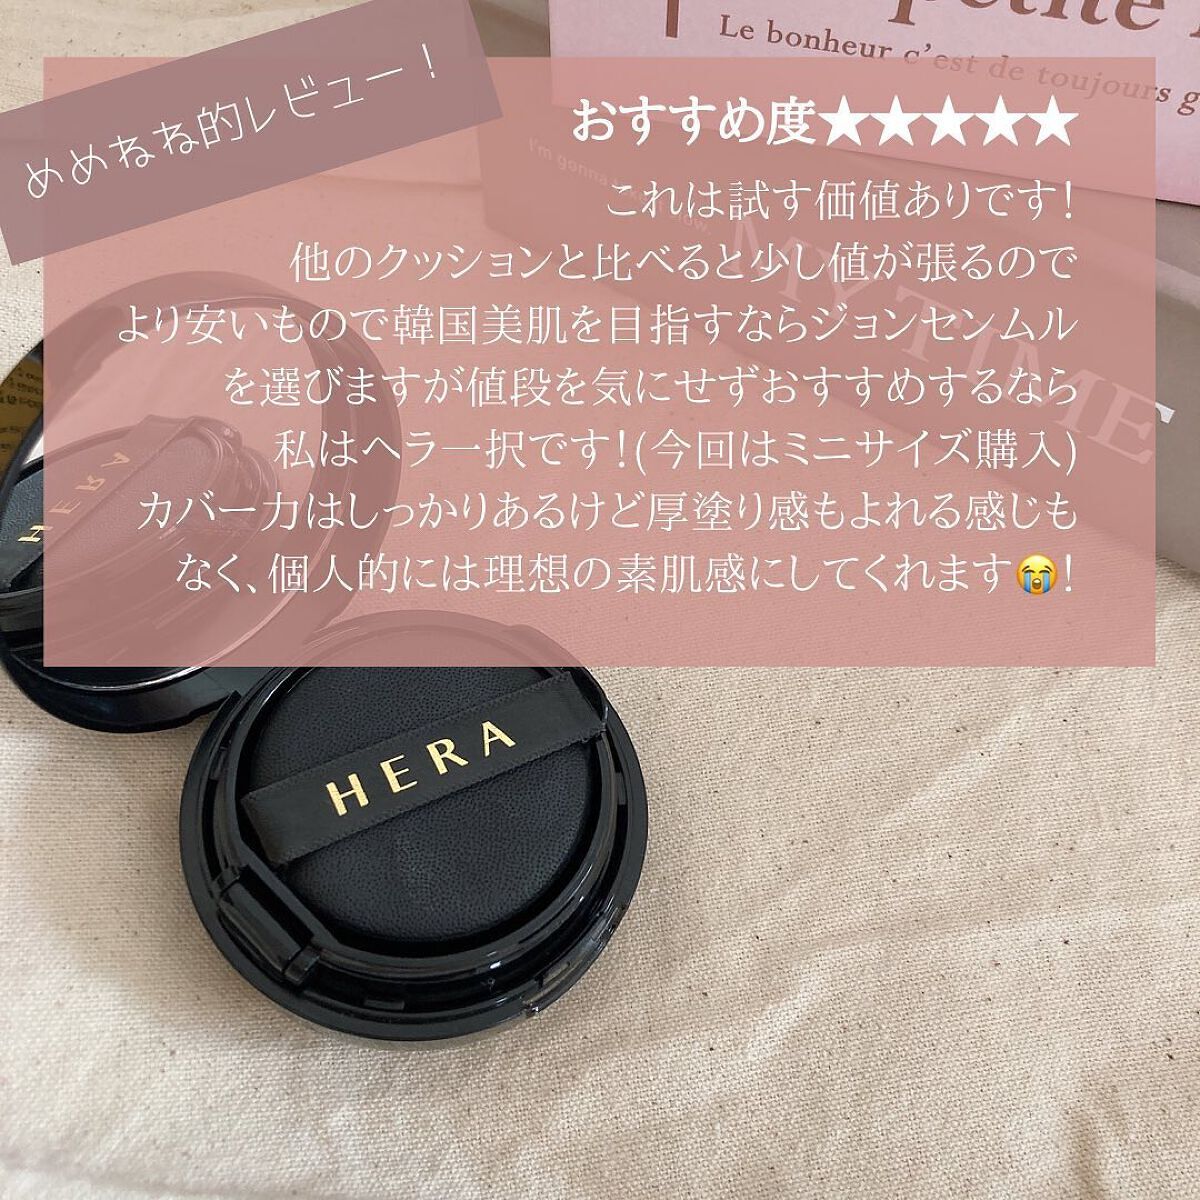 petite
Le bonheur c'est de toujours g
めめねね的レビュー！
おすすめ度★★★★★
I'm gonna take it now.
これは試す価値ありです！
他のクッションと比べると少し値が張るので
MY TIME
より安いもので韓国美肌を目指すならジョンセンムル
を選びますが値段を気にせずおすすめするなら
私はヘラ一択です！(今回はミニサイズ購入)
カバー力はしっかりあるけど厚塗り感もよれる感じも
なく、個人的には理想の素肌感にしてくれます😭！
HERA
HERA